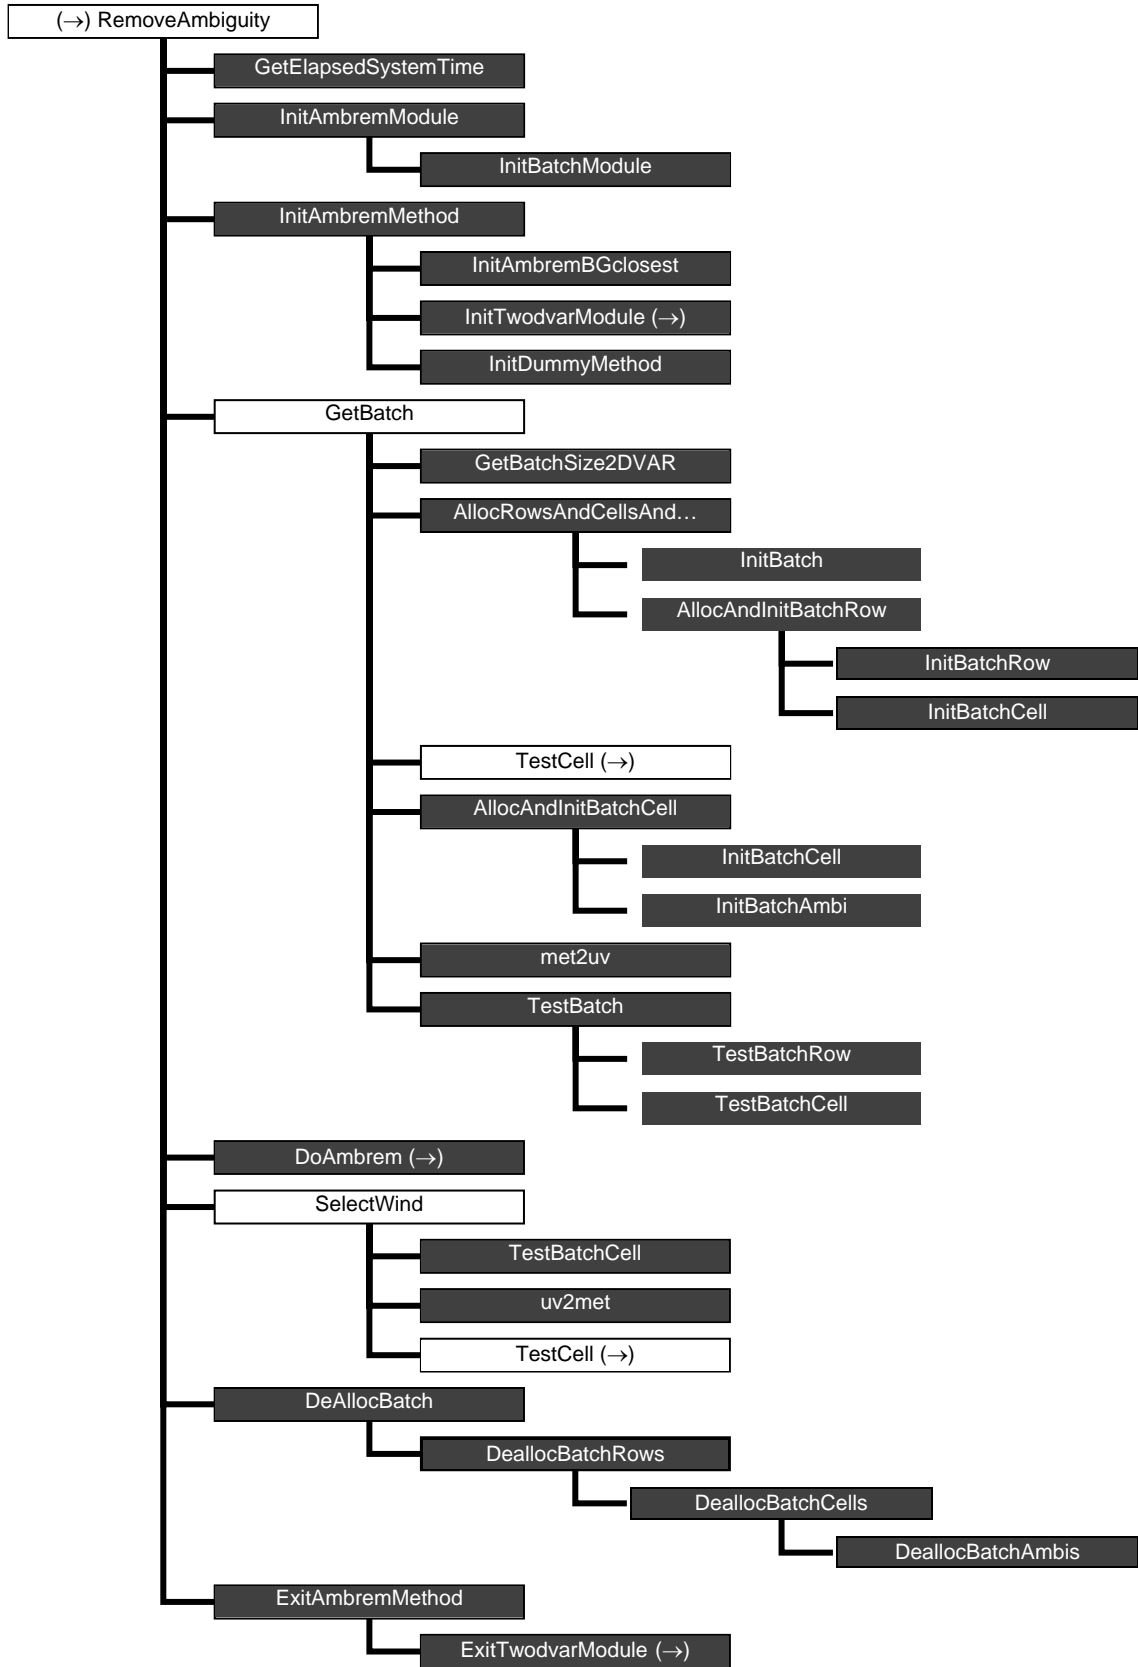 (→) RemoveAmbiguity
GetElapsedSystemTime
InitAmbremModule
InitBatchModule
InitAmbremMethod
InitAmbremBGclosest
InitTwodvarModule (→)
InitDummyMethod
GetBatch
GetBatchSize2DVAR
AllocRowsAndCellsAnd…
InitBatch
AllocAndInitBatchRow
InitBatchRow
InitBatchCell
TestCell (→)
AllocAndInitBatchCell
InitBatchCell
InitBatchAmbi
met2uv
TestBatch
TestBatchRow
TestBatchCell
DoAmbrem (→)
SelectWind
TestBatchCell
uv2met
TestCell (→)
DeAllocBatch
DeallocBatchRows
DeallocBatchCells
DeallocBatchAmbis
ExitAmbremMethod
ExitTwodvarModule (→)